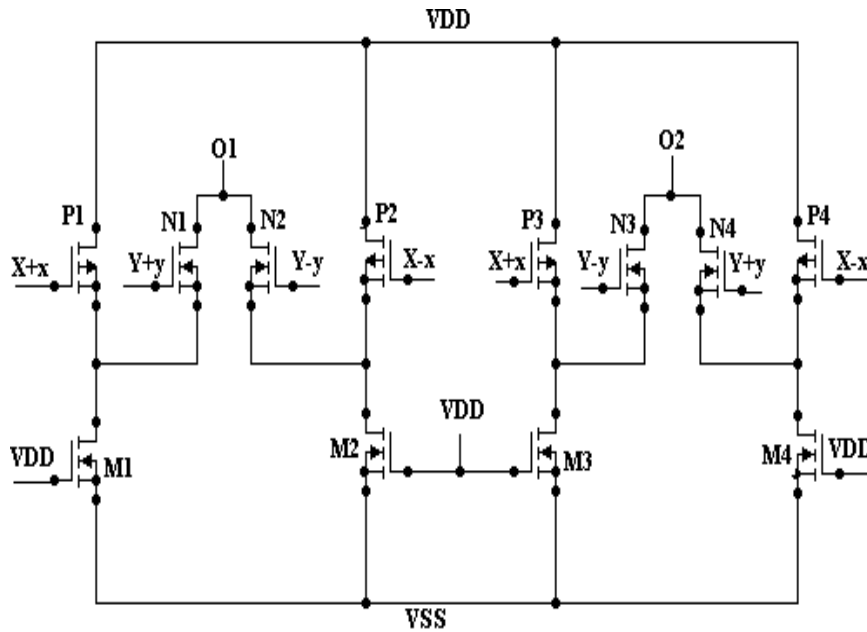 VDD
O1
O2
P1
N1
N2
P2
P3
N3
N4
P4
X+x
Y+y
Y-y
X-x
X+x
Y-y
Y+y
X-x
VDD
VDD
M1
M2
M3
M4
VDD
VSS